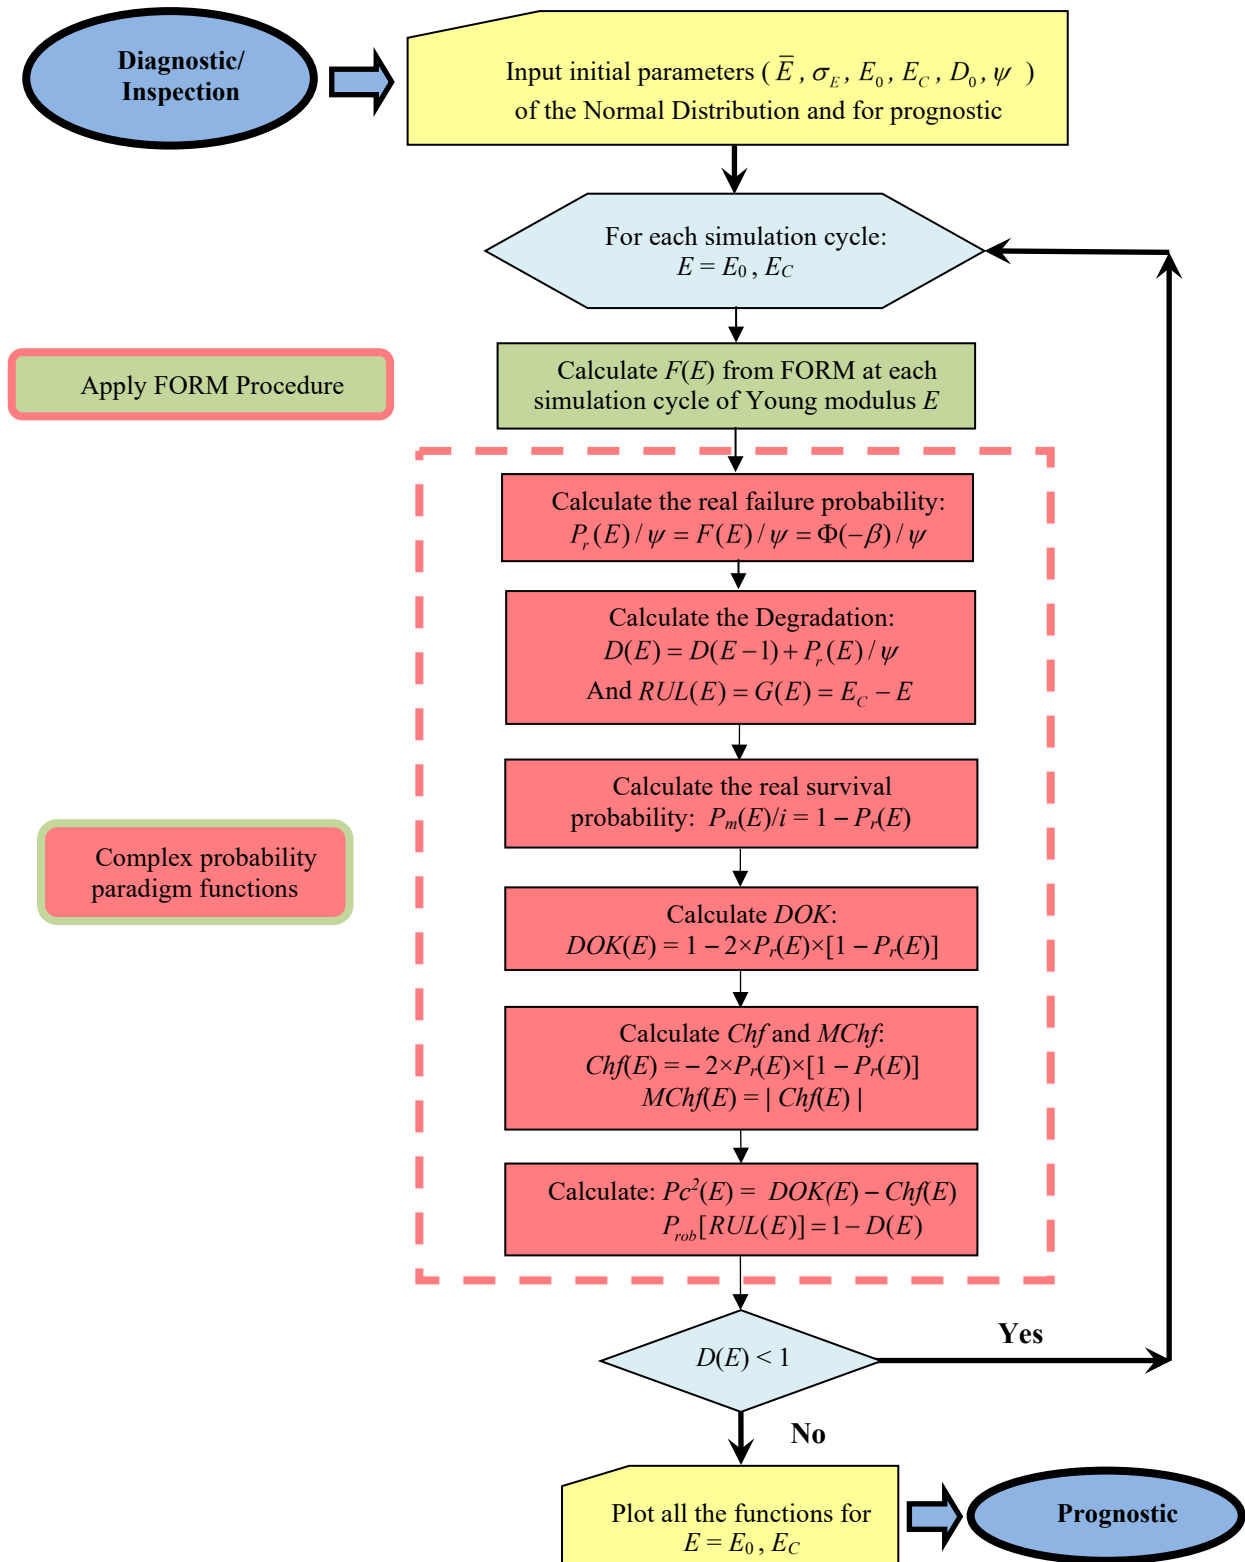 Diagnostic/
Inspection
Input initial parameters ( E̅ , σ_E , E₀ , E_C , D₀ , ψ )
of the Normal Distribution and for prognostic
For each simulation cycle:
E = E₀ , E_C
Apply FORM Procedure
Calculate F(E) from FORM at each
simulation cycle of Young modulus E
Calculate the real failure probability:
P_r(E) / ψ = F(E) / ψ = Φ(−β) / ψ
Calculate the Degradation:
D(E) = D(E − 1) + P_r(E) / ψ
And RUL(E) = G(E) = E_C − E
Calculate the real survival
probability: P_m(E)/i = 1 − P_r(E)
Complex probability
paradigm functions
Calculate DOK:
DOK(E) = 1 − 2×P_r(E)×[1 − P_r(E)]
Calculate Chf and MChf:
Chf(E) = − 2×P_r(E)×[1 − P_r(E)]
MChf(E) = | Chf(E) |
Calculate: Pc²(E) = DOK(E) − Chf(E)
P_rob[RUL(E)] = 1 − D(E)
D(E) < 1
Yes
No
Plot all the functions for
E = E₀ , E_C
Prognostic